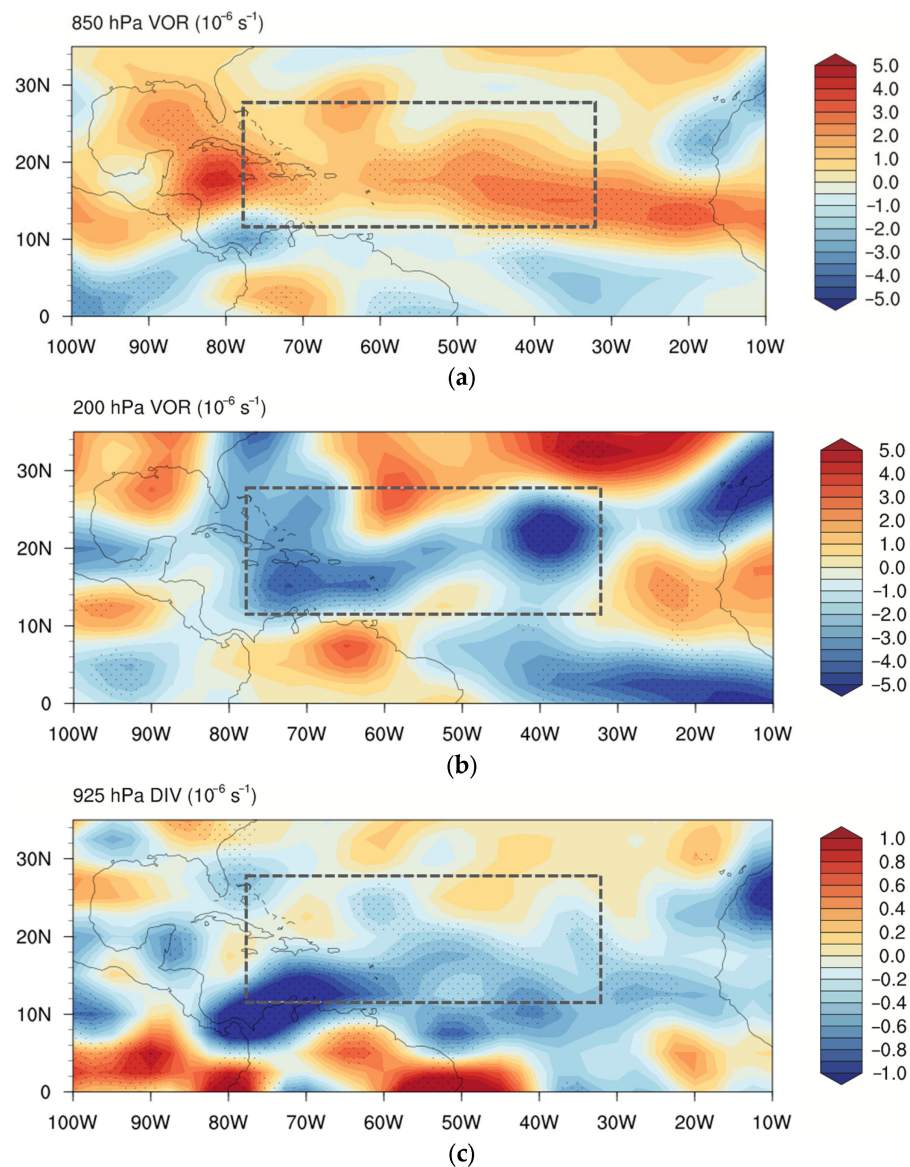 850 hPa VOR (10⁻⁶ s⁻¹)
30N
20N
10N
0
100W 90W 80W 70W 60W 50W 40W 30W 20W 10W
5.0
4.0
3.0
2.0
1.0
0.0
−1.0
−2.0
−3.0
−4.0
−5.0
(a)
200 hPa VOR (10⁻⁶ s⁻¹)
30N
20N
10N
0
100W 90W 80W 70W 60W 50W 40W 30W 20W 10W
5.0
4.0
3.0
2.0
1.0
0.0
−1.0
−2.0
−3.0
−4.0
−5.0
(b)
925 hPa DIV (10⁻⁶ s⁻¹)
30N
20N
10N
0
100W 90W 80W 70W 60W 50W 40W 30W 20W 10W
1.0
0.8
0.6
0.4
0.2
0.0
−0.2
−0.4
−0.6
−0.8
−1.0
(c)